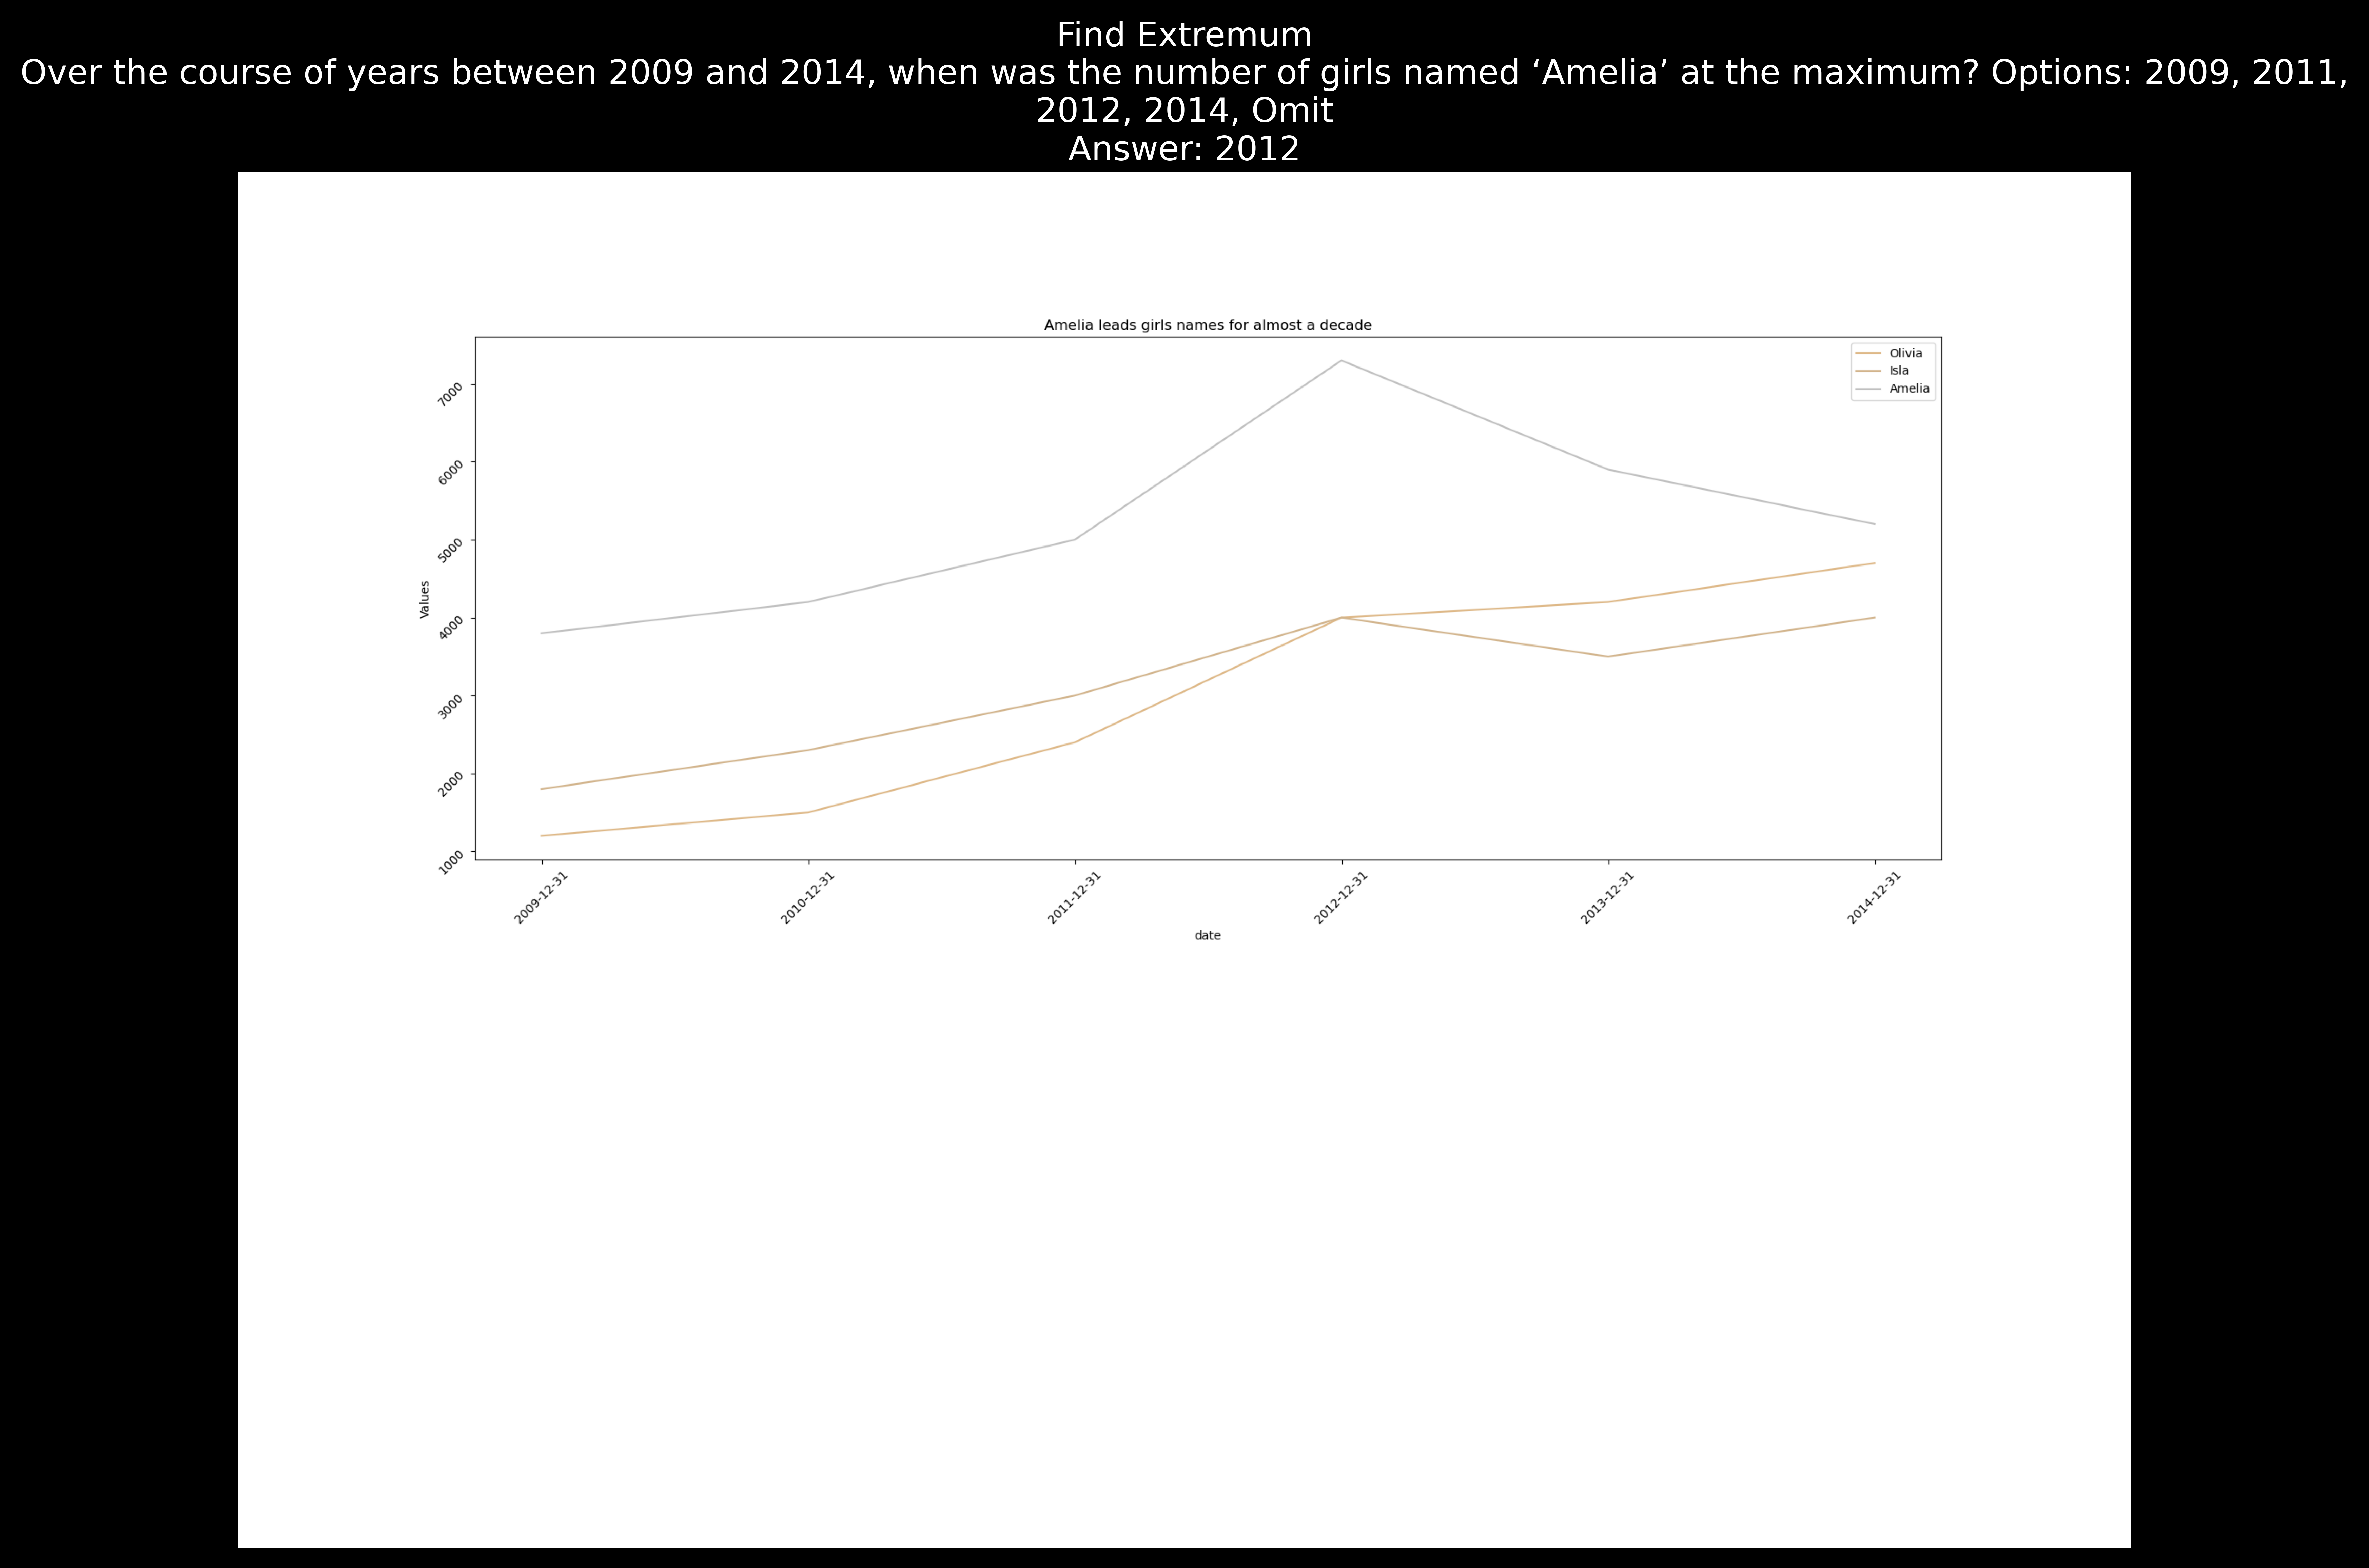 Find Extremum
Over the course of years between 2009 and 2014, when was the number of girls named ‘Amelia’ at the maximum? Options: 2009, 2011,
2012, 2014, Omit
Answer: 2012
Amelia leads girls names for almost a decade
Olivia
Isla
Amelia
7000
6000
5000
4000
3000
2000
1000
Values
2009-12-31
2010-12-31
2011-12-31
2012-12-31
2013-12-31
2014-12-31
date